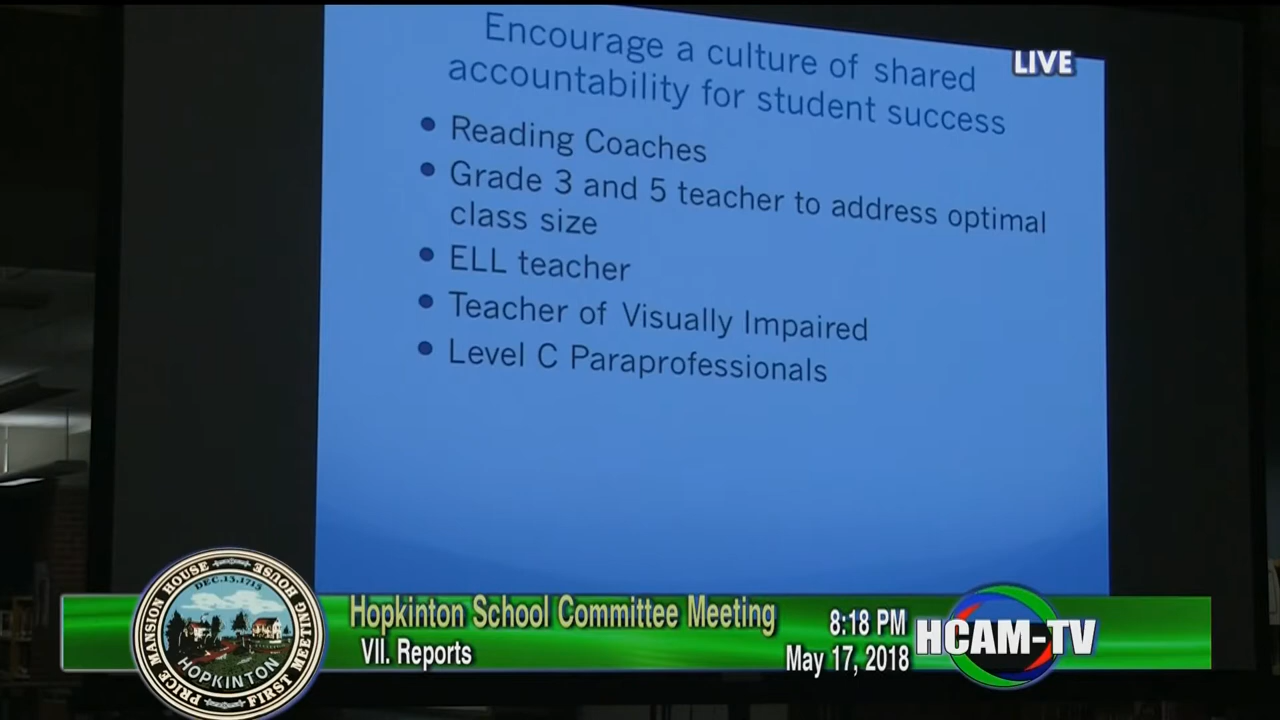 Encourage a culture of shared
accountability for student success
LIVE
• Reading Coaches
• Grade 3 and 5 teacher to address optimal
class size
• ELL teacher
• Teacher of Visually Impaired
• Level C Paraprofessionals
PRICE MANSION HOUSE
FIRST MEETING HOUSE
DEC.13.1715
HOPKINTON
Hopkinton School Committee Meeting
VII. Reports
8:18 PM
May 17, 2018
HCAM-TV